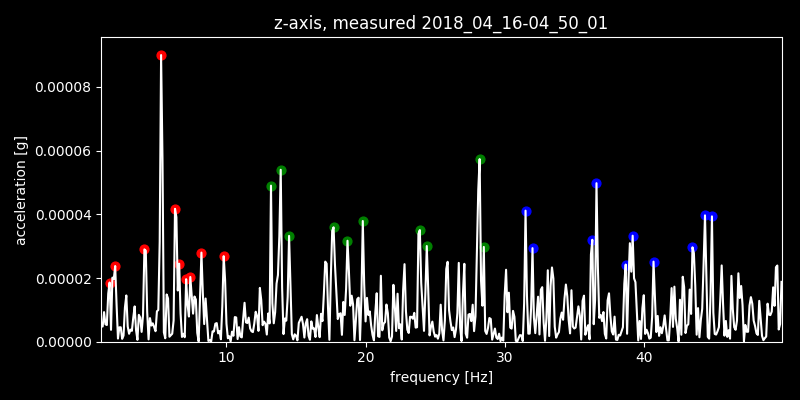 z-axis, measured 2018_04_16-04_50_01
0.00008
0.00006
0.00004
0.00002
0.00000
acceleration [g]
10 20 30 40
frequency [Hz]